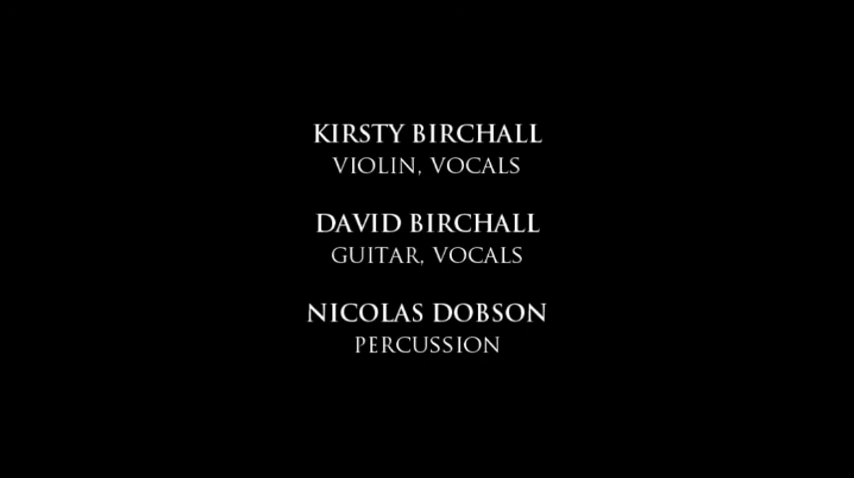 KIRSTY BIRCHALL
VIOLIN, VOCALS
DAVID BIRCHALL
GUITAR, VOCALS
NICOLAS DOBSON
PERCUSSION